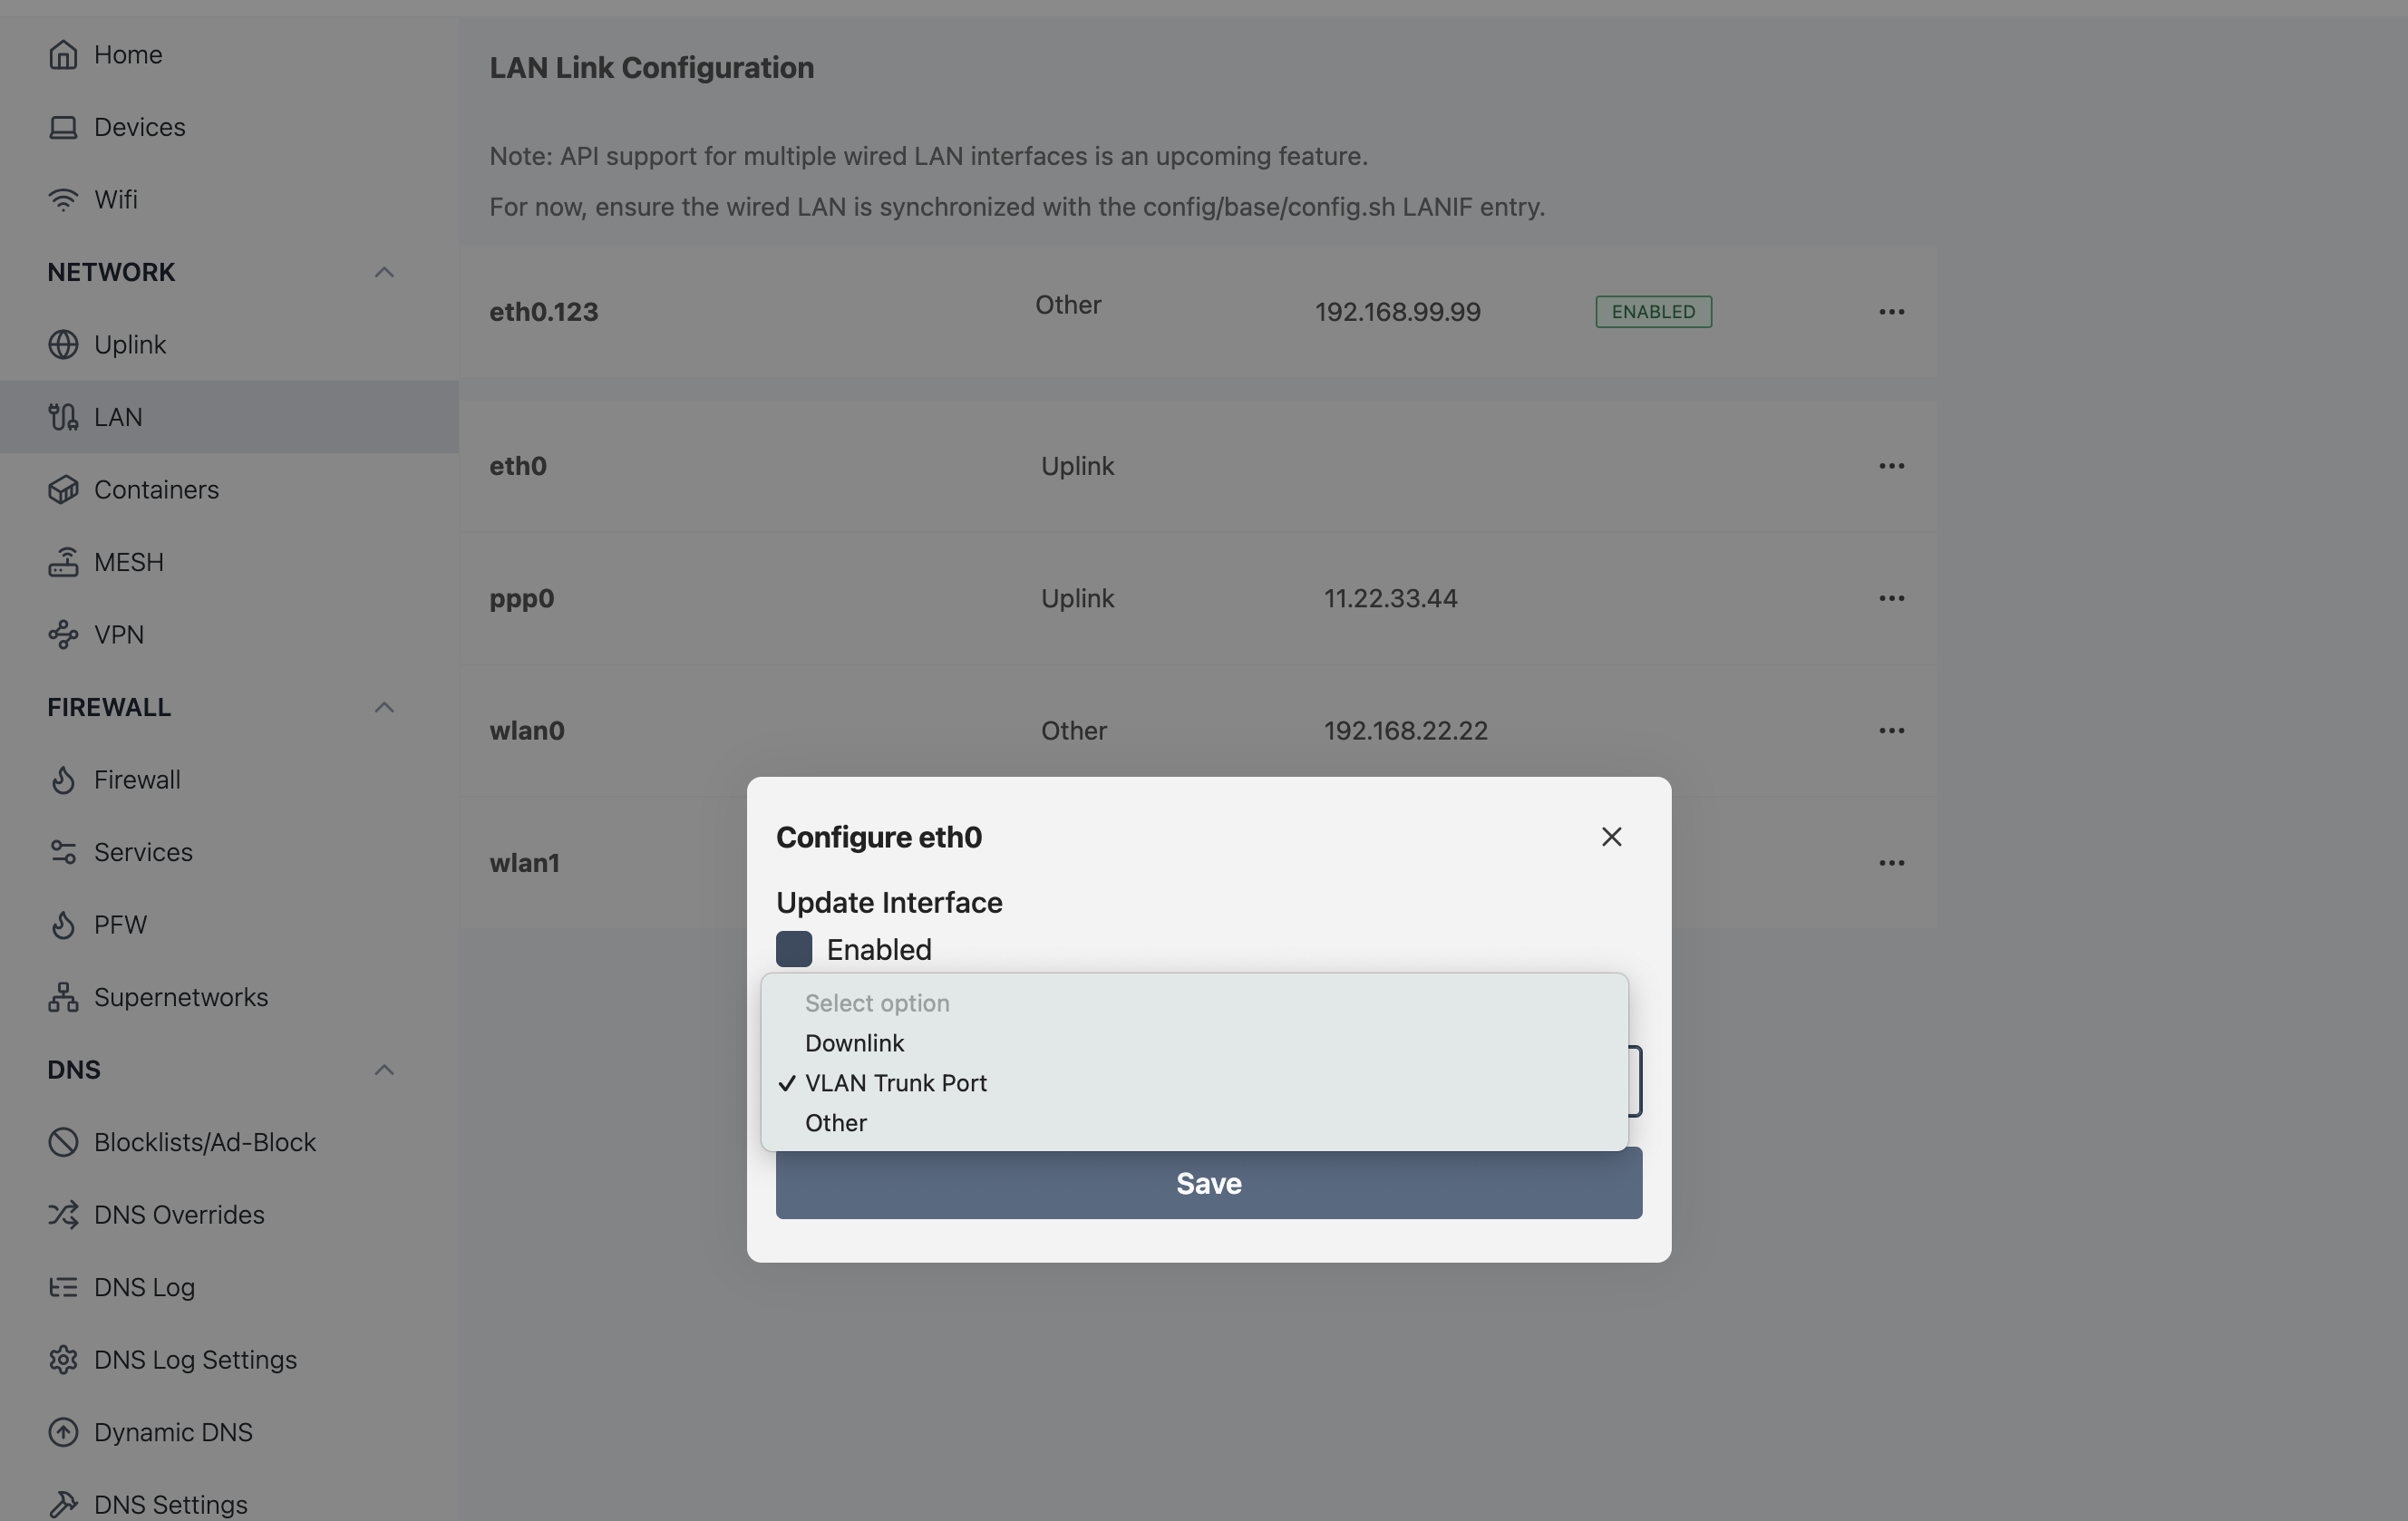 Home
Devices
Wifi
NETWORK
Uplink
LAN
Containers
MESH
VPN
FIREWALL
Firewall
Services
PFW
Supernetworks
DNS
Blocklists/Ad-Block
DNS Overrides
DNS Log
DNS Log Settings
Dynamic DNS
DNS Settings
LAN Link Configuration
Note: API support for multiple wired LAN interfaces is an upcoming feature.
For now, ensure the wired LAN is synchronized with the config/base/config.sh LANIF entry.
eth0.123 Other 192.168.99.99 ENABLED
eth0 Uplink
ppp0 Uplink 11.22.33.44
wlan0 Other 192.168.22.22
wlan1
Configure eth0
Update Interface
Enabled
Select option
Downlink
VLAN Trunk Port
Other
Save